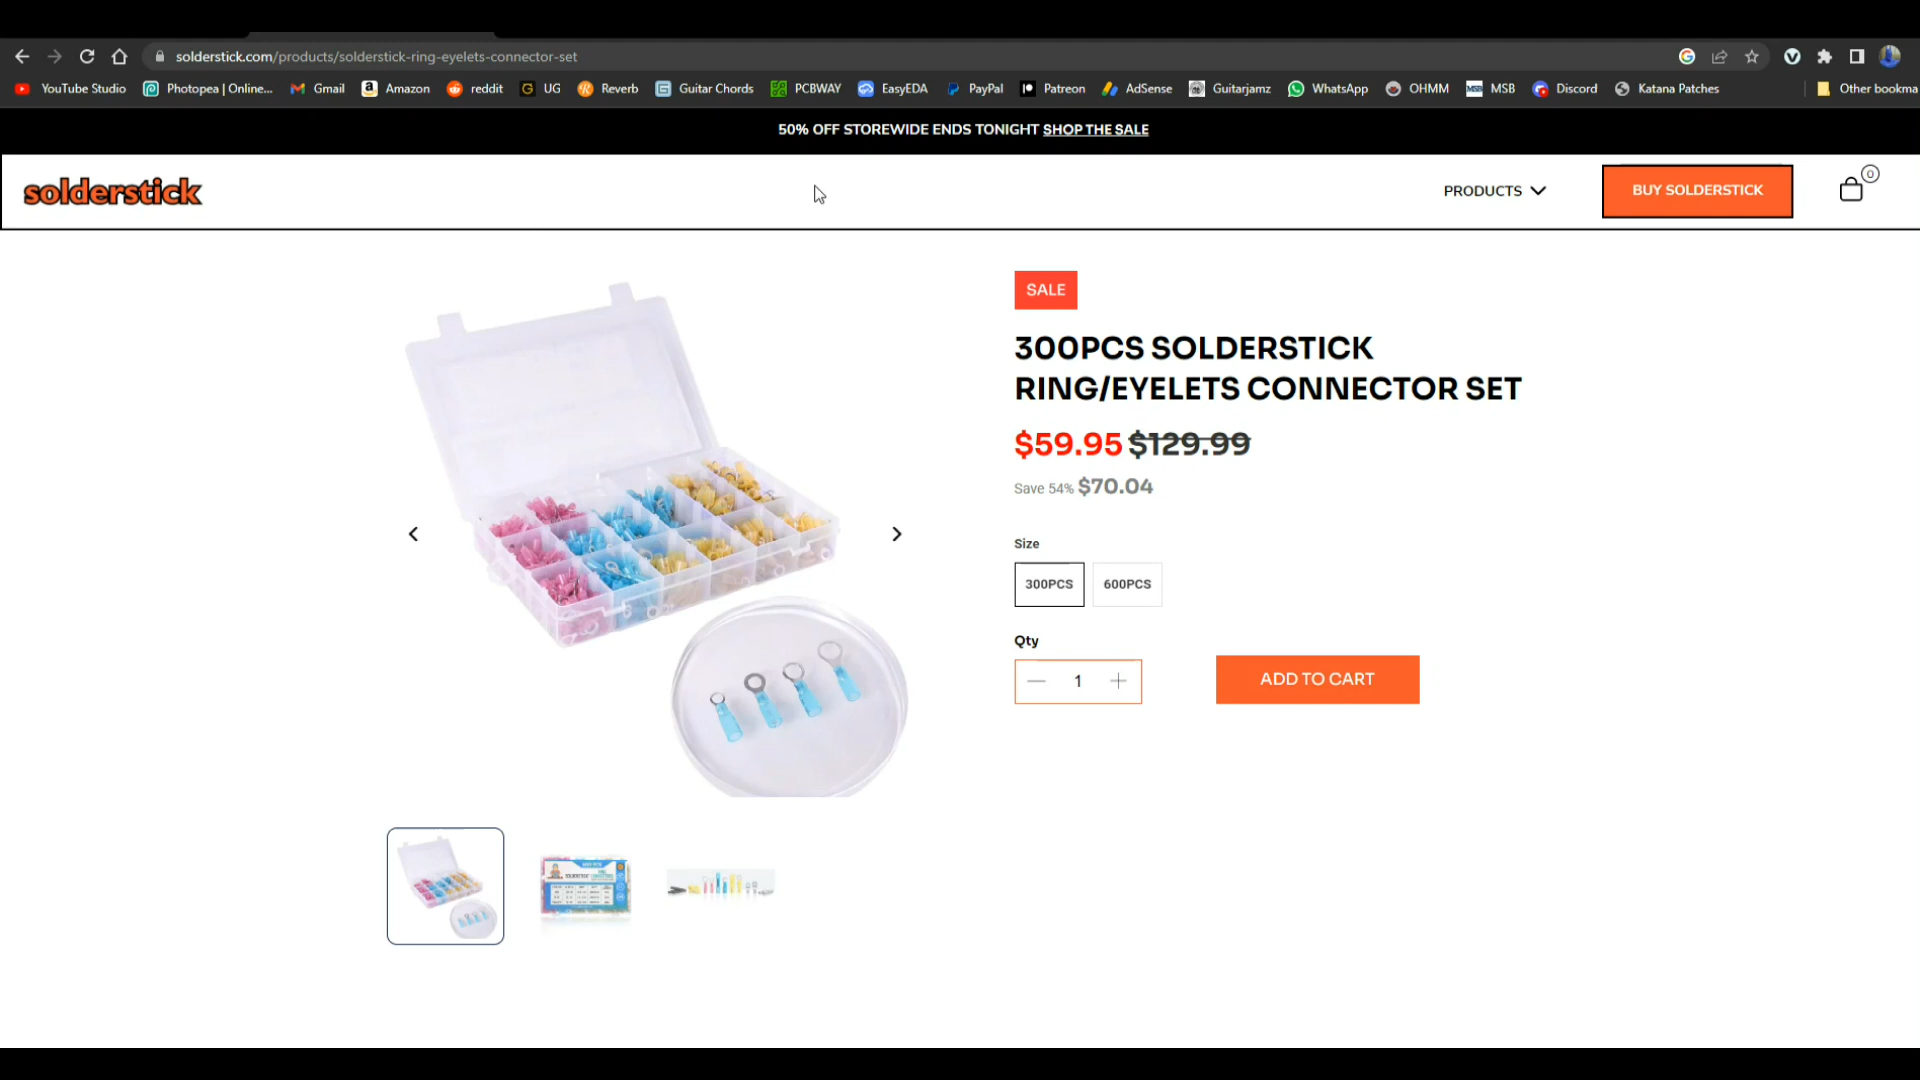 solderstick.com/products/solderstick-ring-eyelets-connector-set
YouTube Studio
Photopea | Online...
Gmail
Amazon
reddit
UG
Reverb
Guitar Chords
PCBWAY
EasyEDA
PayPal
Patreon
AdSense
Guitarjamz
WhatsApp
OHMM
MSB
Discord
Katana Patches
Other bookma
50% OFF STOREWIDE ENDS TONIGHT SHOP THE SALE
solderstick
PRODUCTS
BUY SOLDERSTICK
0
SALE
300PCS SOLDERSTICK
RING/EYELETS CONNECTOR SET
$59.95 $129.99
Save 54% $70.04
Size
300PCS
600PCS
Qty
1
ADD TO CART
SOLDERSTICK